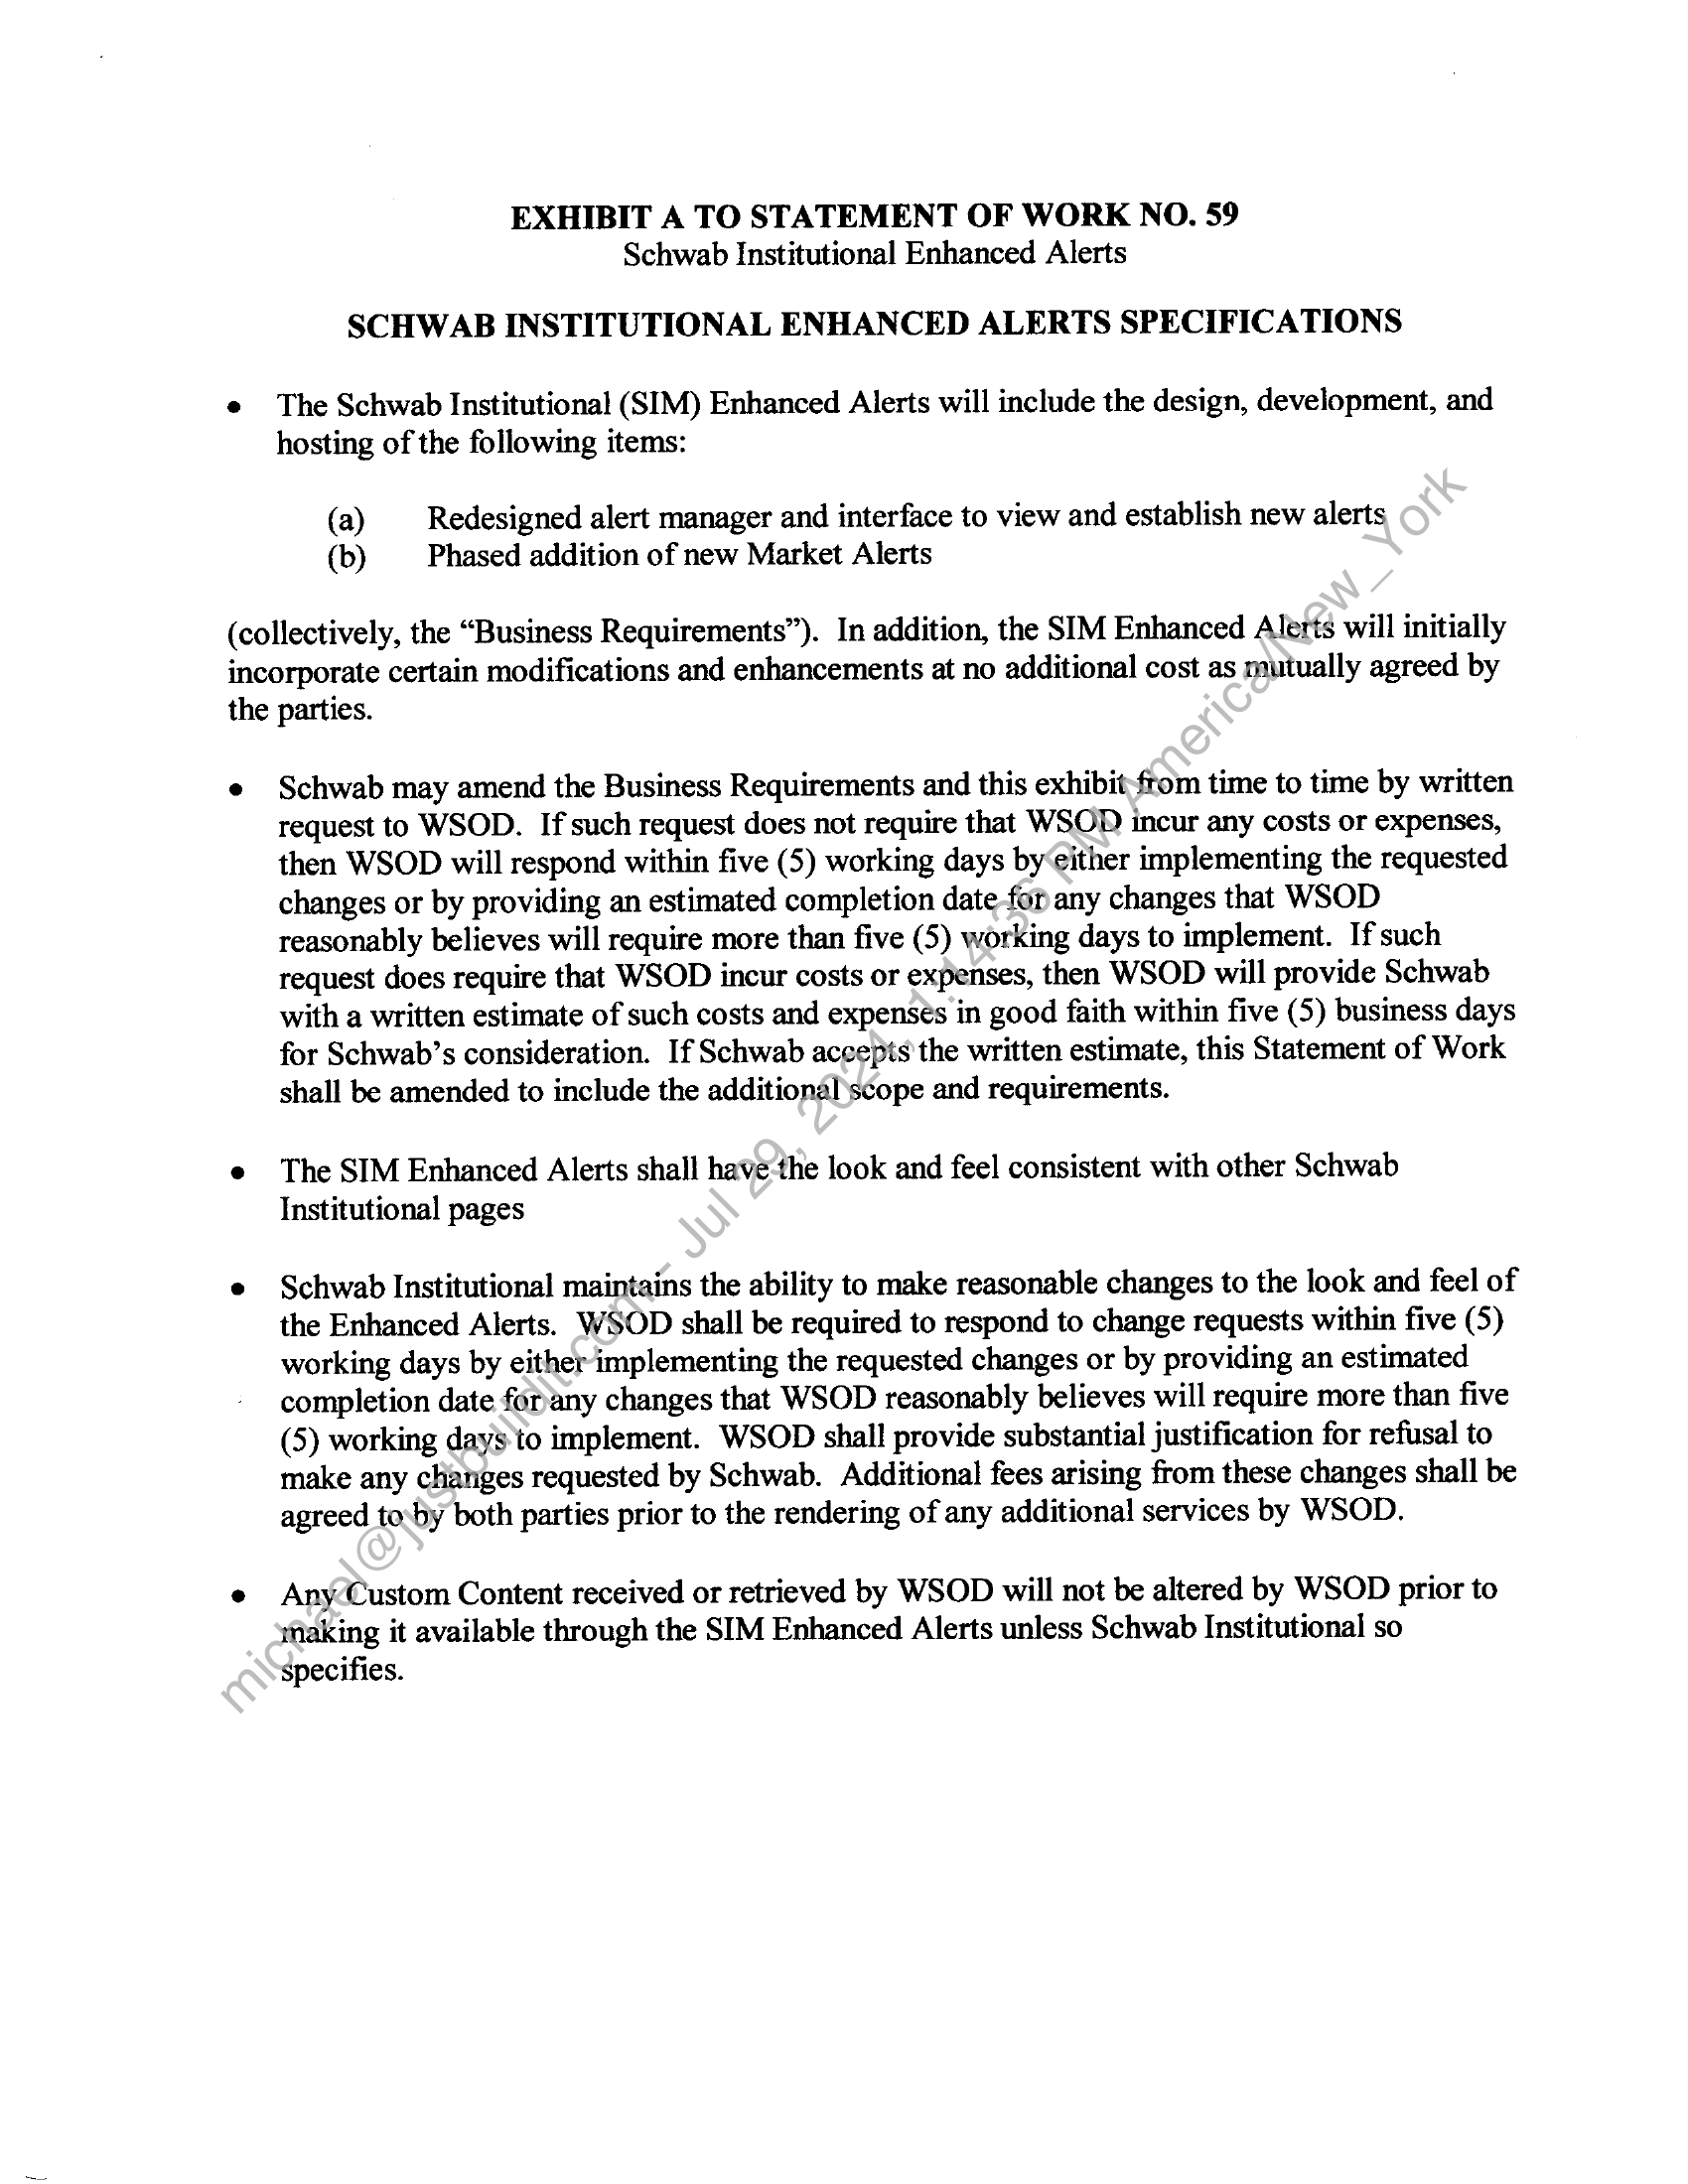 EXHIBIT A TO STATEMENT OF WORK NO. 59
Schwab Institutional Enhanced Alerts
SCHWAB INSTITUTIONAL ENHANCED ALERTS SPECIFICATIONS
• The Schwab Institutional (SIM) Enhanced Alerts will include the design, development, and
hosting of the following items:
(a) Redesigned alert manager and interface to view and establish new alerts
(b) Phased addition of new Market Alerts
(collectively, the “Business Requirements”). In addition, the SIM Enhanced Alerts will initially
incorporate certain modifications and enhancements at no additional cost as mutually agreed by
the parties.
• Schwab may amend the Business Requirements and this exhibit from time to time by written
request to WSOD. If such request does not require that WSOD incur any costs or expenses,
then WSOD will respond within five (5) working days by either implementing the requested
changes or by providing an estimated completion date for any changes that WSOD
reasonably believes will require more than five (5) working days to implement. If such
request does require that WSOD incur costs or expenses, then WSOD will provide Schwab
with a written estimate of such costs and expenses in good faith within five (5) business days
for Schwab’s consideration. If Schwab accepts the written estimate, this Statement of Work
shall be amended to include the additional scope and requirements.
• The SIM Enhanced Alerts shall have the look and feel consistent with other Schwab
Institutional pages
• Schwab Institutional maintains the ability to make reasonable changes to the look and feel of
the Enhanced Alerts. WSOD shall be required to respond to change requests within five (5)
working days by either implementing the requested changes or by providing an estimated
completion date for any changes that WSOD reasonably believes will require more than five
(5) working days to implement. WSOD shall provide substantial justification for refusal to
make any changes requested by Schwab. Additional fees arising from these changes shall be
agreed to by both parties prior to the rendering of any additional services by WSOD.
• Any Custom Content received or retrieved by WSOD will not be altered by WSOD prior to
making it available through the SIM Enhanced Alerts unless Schwab Institutional so
specifies.
michael@justbuildit.com - Jul 29, 2024, 1:14:36 PM America/New_York